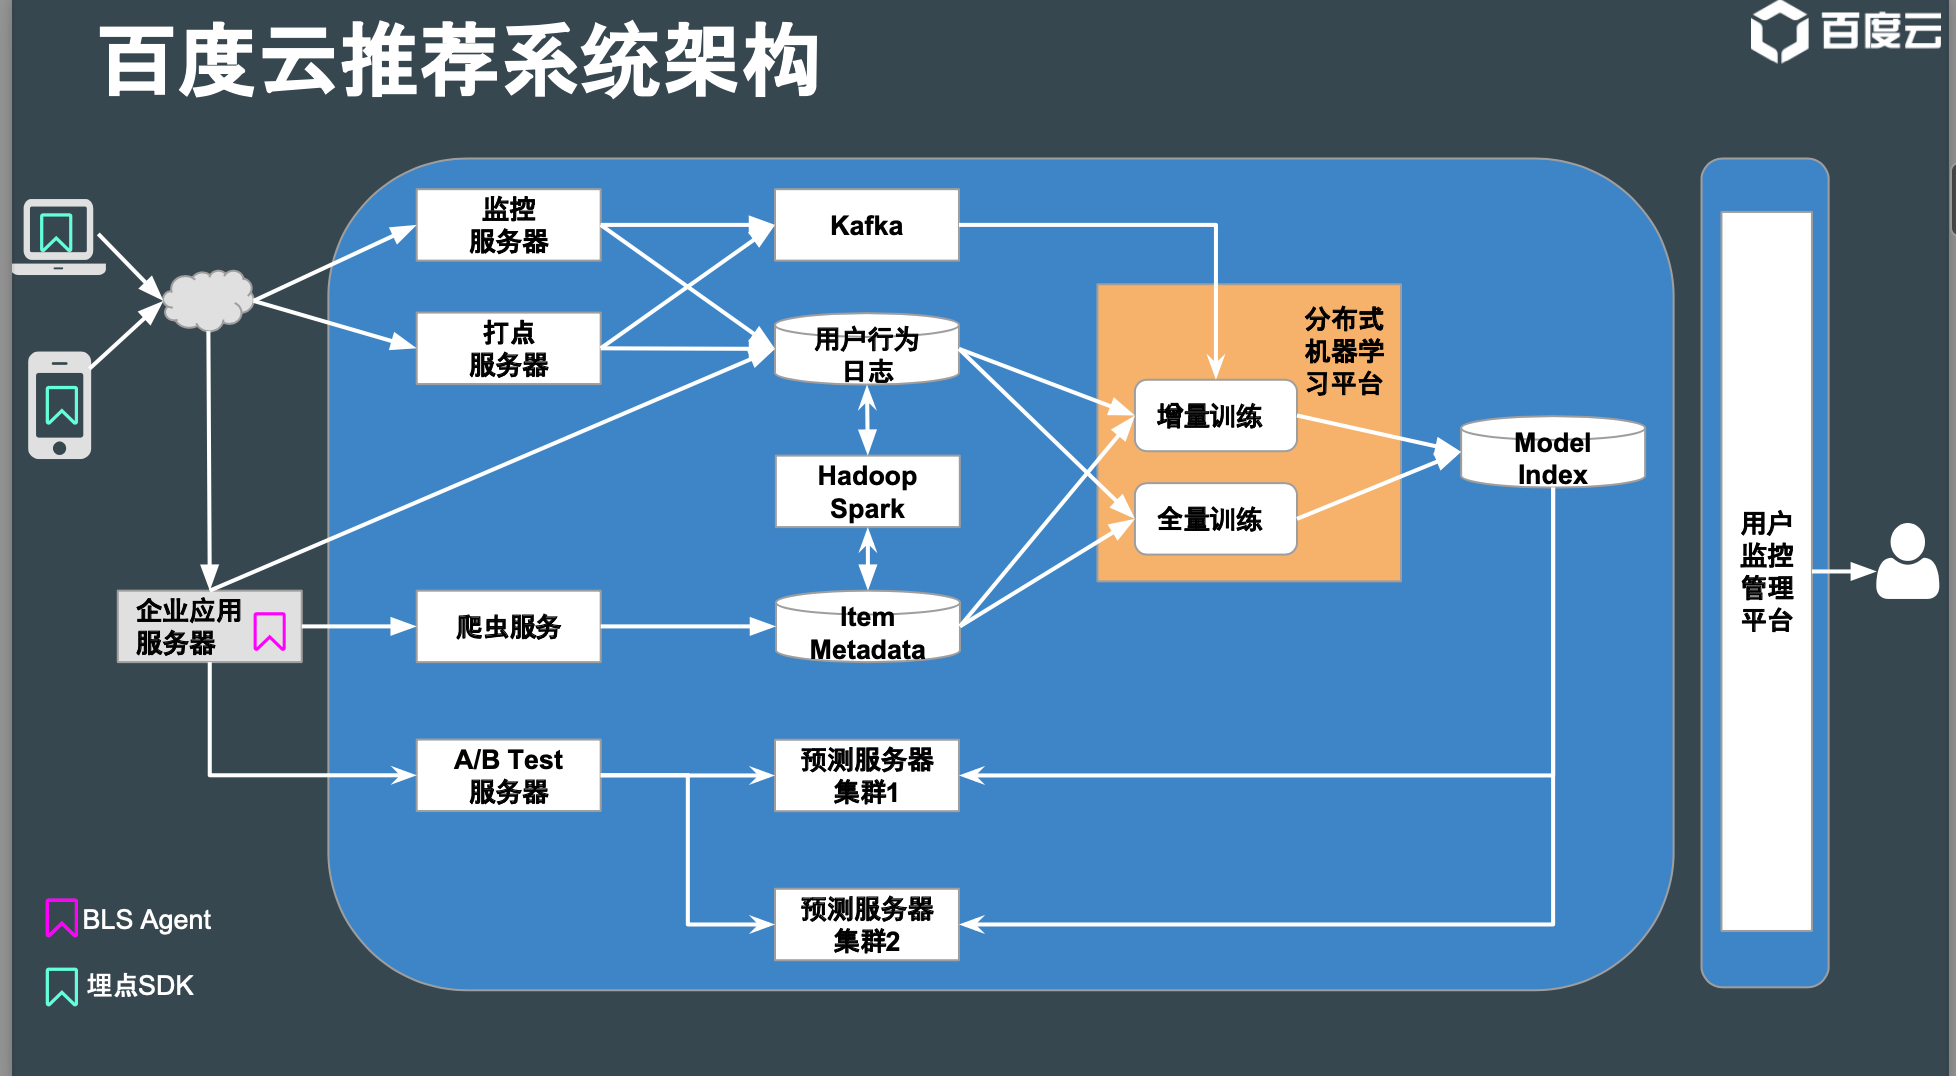 百度云推荐系统架构
百度云
监控
服务器
Kafka
打点
服务器
用户行为
日志
分布式
机器学
习平台
增量训练
Model
Index
Hadoop
Spark
全量训练
用户
监控
管理
平台
企业应用
服务器
爬虫服务
Item
Metadata
A/B Test
服务器
预测服务器
集群1
预测服务器
集群2
BLS Agent
埋点SDK